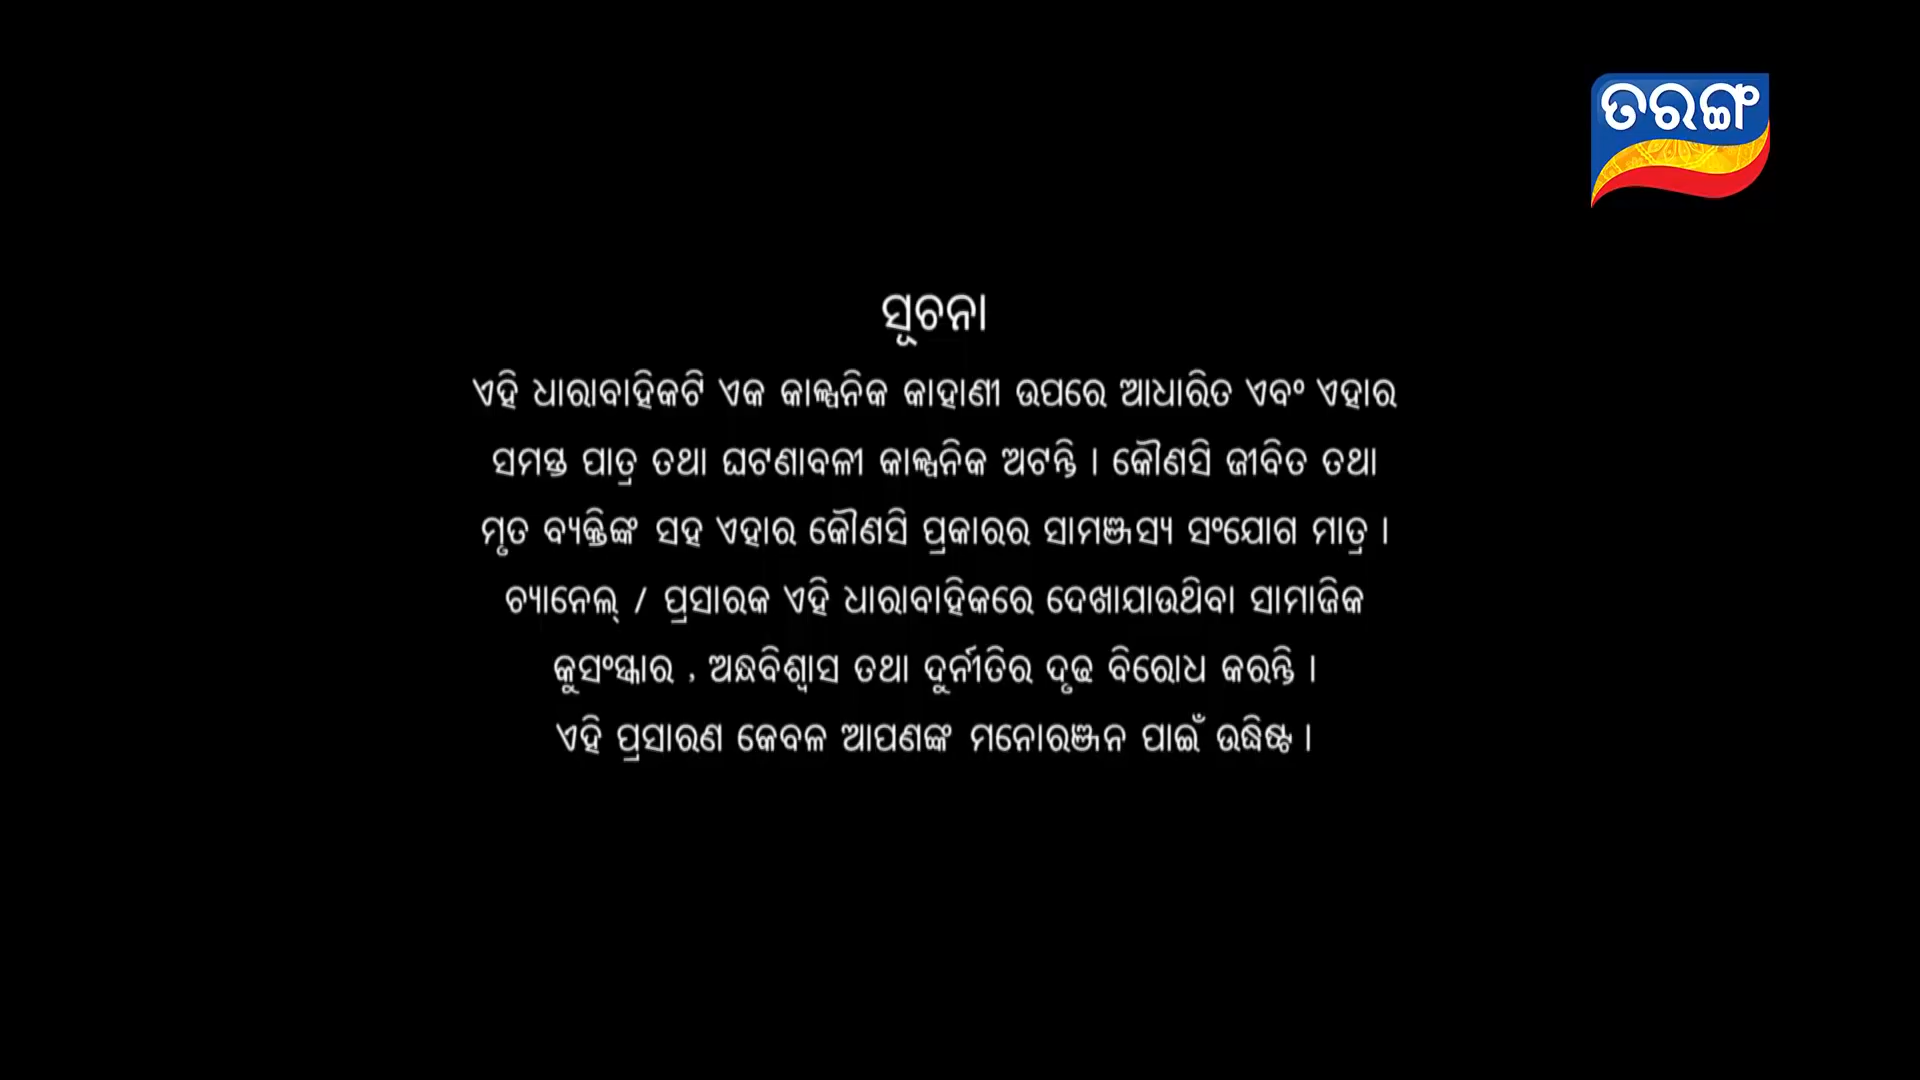 ତରଙ୍ଗ
ସୂଚନା
ଏହି ଧାରାବାହିକଟି ଏକ କାଳ୍ପନିକ କାହାଣୀ ଉପରେ ଆଧାରିତ ଏବଂ ଏହାର
ସମସ୍ତ ପାତ୍ର ତଥା ଘଟଣାବଳୀ କାଳ୍ପନିକ ଅଟନ୍ତି । କୌଣସି ଜୀବିତ ତଥା
ମୃତ ବ୍ୟକ୍ତିଙ୍କ ସହ ଏହାର କୌଣସି ପ୍ରକାରର ସାମଞ୍ଜସ୍ୟ ସଂଯୋଗ ମାତ୍ର ।
ଚ୍ୟାନେଲ୍ / ପ୍ରସାରକ ଏହି ଧାରାବାହିକରେ ଦେଖାଯାଉଥିବା ସାମାଜିକ
କୁସଂସ୍କାର , ଅନ୍ଧବିଶ୍ୱାସ ତଥା ଦୁର୍ନୀତିର ଦୃଢ ବିରୋଧ କରନ୍ତି ।
ଏହି ପ୍ରସାରଣ କେବଳ ଆପଣଙ୍କ ମନୋରଞ୍ଜନ ପାଇଁ ଉଦ୍ଧିଷ୍ଟ ।